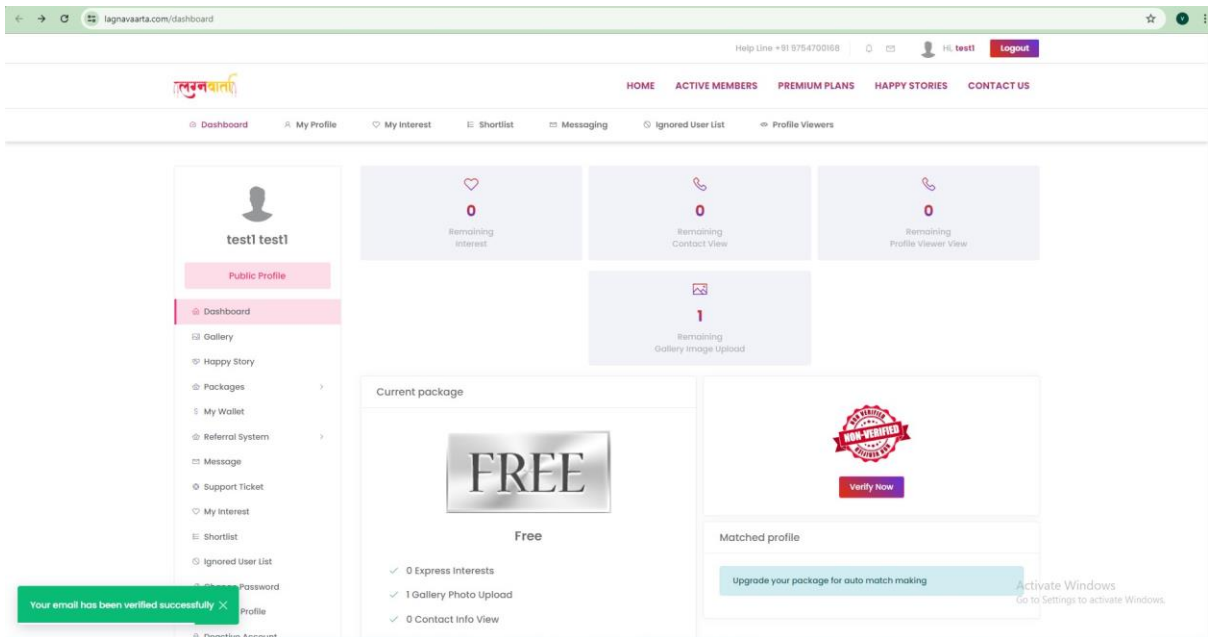 lagnavaarta.com/dashboard
Help Line +91 9754700168
Hi, test1
Logout
लग्नवार्ता
HOME
ACTIVE MEMBERS
PREMIUM PLANS
HAPPY STORIES
CONTACT US
Dashboard
My Profile
My Interest
Shortlist
Messaging
Ignored User List
Profile Viewers
test1 test1
Public Profile
Dashboard
Gallery
Happy Story
Packages
My Wallet
Referral System
Message
Support Ticket
My Interest
Shortlist
Ignored User List
Password
Profile
Deactive Account
Your email has been verified successfully
0
Remaining
Interest
0
Remaining
Contact View
0
Remaining
Profile Viewer View
1
Remaining
Gallery Image Upload
Current package
FREE
Free
0 Express Interests
1 Gallery Photo Upload
0 Contact Info View
NON-VERIFIED
NON-VERIFIED
Verify Now
Matched profile
Upgrade your package for auto match making
Activate Windows
Go to Settings to activate Windows.